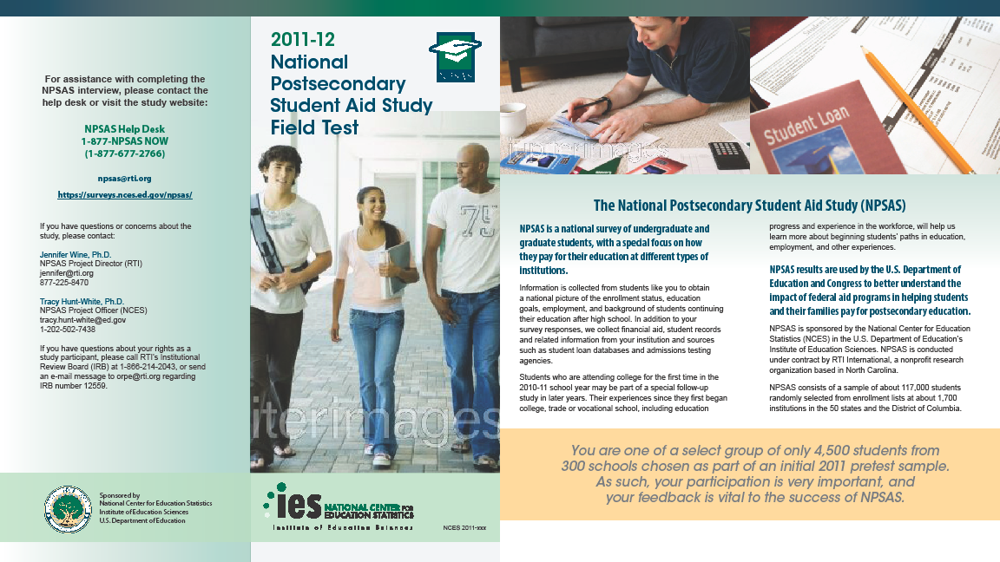 For assistance with completing the
NPSAS interview, please contact the
help desk or visit the study website:
NPSAS Help Desk
1-877-NPSAS NOW
(1-877-677-2766)
npsas@rti.org
https://surveys.nces.ed.gov/npsas/
If you have questions or concerns about the
study, please contact:
Jennifer Wine, Ph.D.
NPSAS Project Director (RTI)
jennifer@rti.org
877-225-8470
Tracy Hunt-White, Ph.D.
NPSAS Project Officer (NCES)
tracy.hunt-white@ed.gov
1-202-502-7438
If you have questions about your rights as a
study participant, please call RTI's Institutional
Review Board (IRB) at 1-866-214-2043, or send
an e-mail message to orpe@rti.org regarding
IRB number 12559.
Sponsored by
National Center for Education Statistics
Institute of Education Sciences
U.S. Department of Education
2011-12
National
Postsecondary
Student Aid Study
Field Test
NPSAS
75
iterimages
ies NATIONAL CENTER FOR
EDUCATION STATISTICS
Institute of Education Sciences
NCES 2011-xxx
Student Loan
The National Postsecondary Student Aid Study (NPSAS)
NPSAS is a national survey of undergraduate and
graduate students, with a special focus on how
they pay for their education at different types of
institutions.
Information is collected from students like you to obtain
a national picture of the enrollment status, education
goals, employment, and background of students continuing
their education after high school. In addition to your
survey responses, we collect financial aid, student records
and related information from your institution and sources
such as student loan databases and admissions testing
agencies.
Students who are attending college for the first time in the
2010-11 school year may be part of a special follow-up
study in later years. Their experiences since they first began
college, trade or vocational school, including education
progress and experience in the workforce, will help us
learn more about beginning students' paths in education,
employment, and other experiences.
NPSAS results are used by the U.S. Department of
Education and Congress to better understand the
impact of federal aid programs in helping students
and their families pay for postsecondary education.
NPSAS is sponsored by the National Center for Education
Statistics (NCES) in the U.S. Department of Education's
Institute of Education Sciences. NPSAS is conducted
under contract by RTI International, a nonprofit research
organization based in North Carolina.
NPSAS consists of a sample of about 117,000 students
randomly selected from enrollment lists at about 1,700
institutions in the 50 states and the District of Columbia.
You are one of a select group of only 4,500 students from
300 schools chosen as part of an initial 2011 pretest sample.
As such, your participation is very important, and
your feedback is vital to the success of NPSAS.